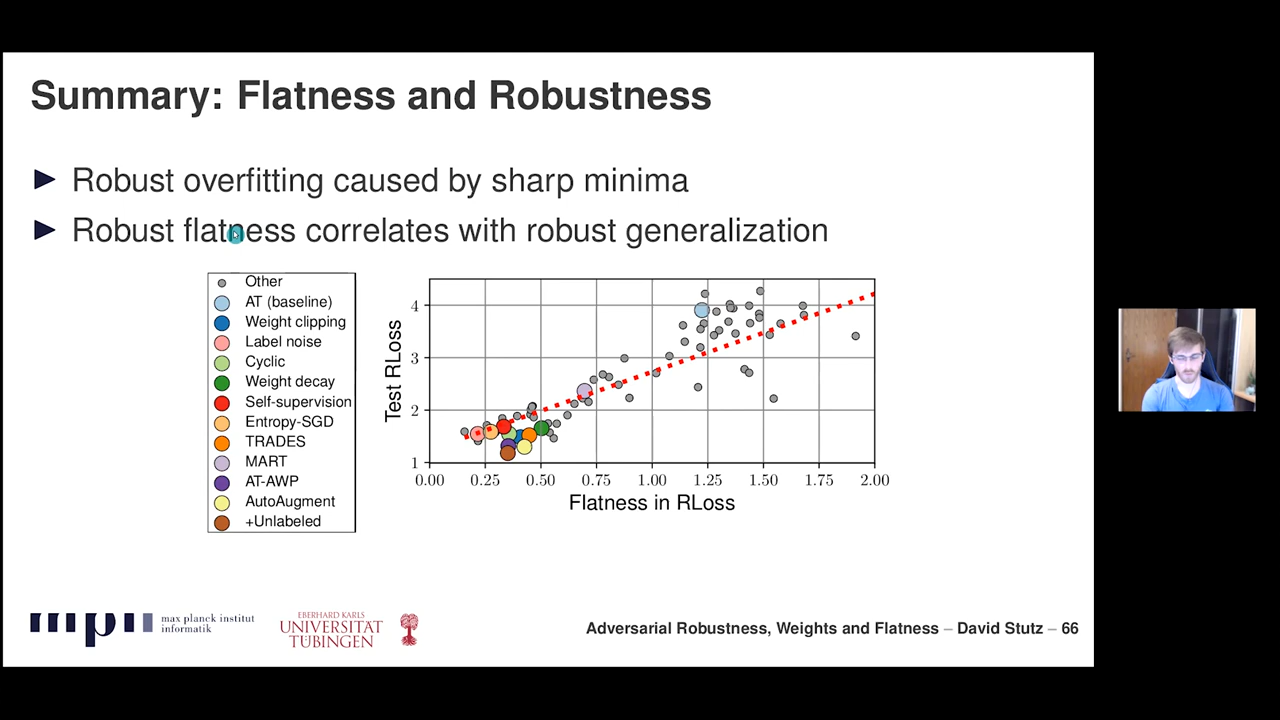 Summary: Flatness and Robustness
Robust overfitting caused by sharp minima
Robust flatness correlates with robust generalization
Other
AT (baseline)
Weight clipping
Label noise
Cyclic
Weight decay
Self-supervision
Entropy-SGD
TRADES
MART
AT-AWP
AutoAugment
+Unlabeled
Test RLoss
4
3
2
1
0.00 0.25 0.50 0.75 1.00 1.25 1.50 1.75 2.00
Flatness in RLoss
max planck institut
informatik
EBERHARD KARLS
UNIVERSITAT
TÜBINGEN
Adversarial Robustness, Weights and Flatness – David Stutz – 66